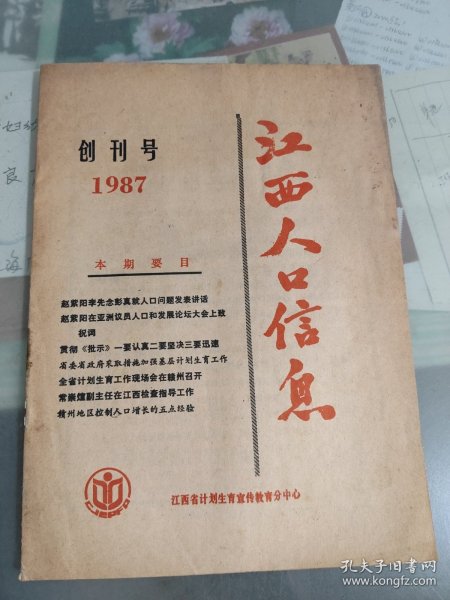 江西人口信息
创刊号
1987
本期要目
赵紫阳李先念彭真就人口问题发表讲话
赵紫阳在亚洲议员人口和发展论坛大会上致
祝词
贯彻《批示》一要认真二要坚决三要迅速
省委省政府采取措施加强基层计划生育工作
全省计划生育工作现场会在赣州召开
常崇煊副主任在江西检查指导工作
赣州地区控制人口增长的五点经验
江西省计划生育宣传教育分中心
孔夫子旧书网
www.kongfz.com